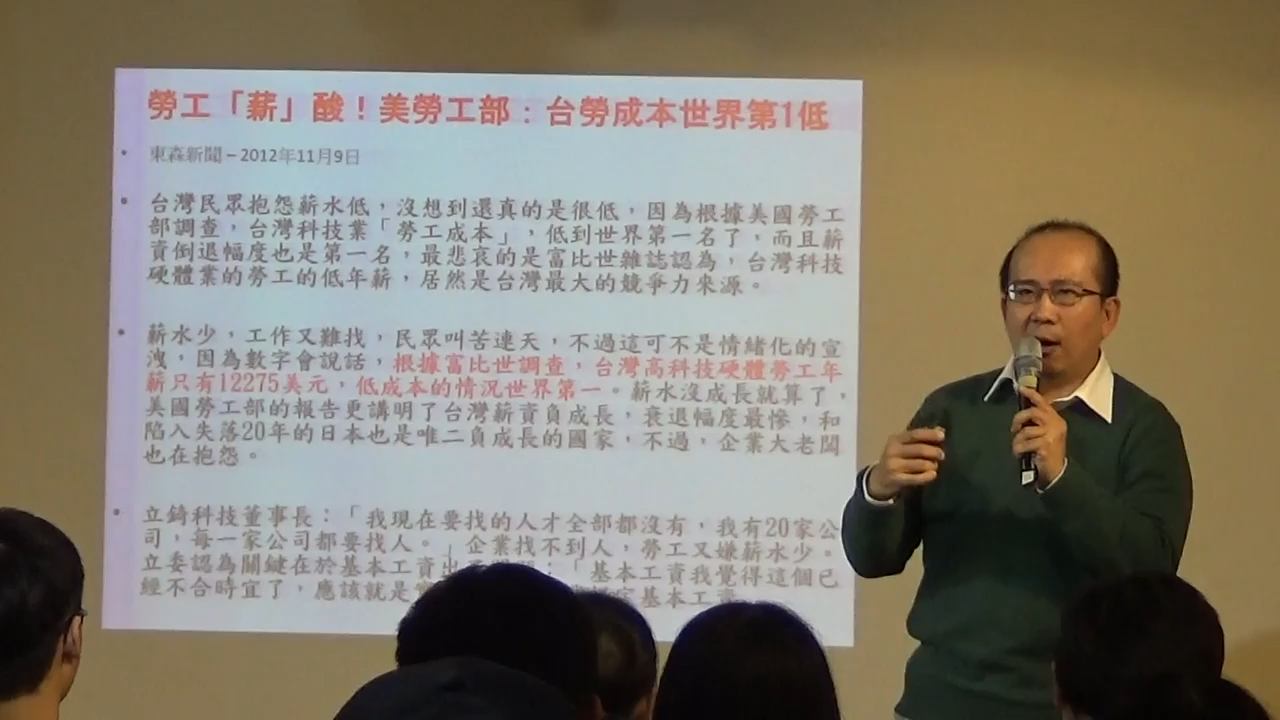 勞工「薪」酸！美勞工部：台勞成本世界第1低
• 東森新聞 – 2012年11月9日
• 台灣民眾抱怨薪水低，沒想到還真的是很低，因為根據美國勞工
部調查，台灣科技業「勞工成本」，低到世界第一名了，而且薪
資倒退幅度也是第一名，最悲哀的是富比世雜誌認為，台灣科技
硬體業的勞工的低年薪，居然是台灣最大的競爭力來源。
• 薪水少，工作又難找，民眾叫苦連天，不過這可不是情緒化的宣
洩，因為數字會說話，根據富比世調查，台灣高科技硬體勞工年
薪只有12275美元，低成本的情況世界第一。薪水沒成長就算了，
美國勞工部的報告更講明了台灣薪資負成長，衰退幅度最慘，和
陷入失落20年的日本也是唯二負成長的國家，不過，企業大老闆
也在抱怨。
• 立錡科技董事長：「我現在要找的人才全部都沒有，我有20家公
司，每一家公司都要找人。」企業找不到人，勞工又嫌薪水少。
立委認為關鍵在於基本工資出：「基本工資我覺得這個已
經不合時宜了，應該就是基本工資